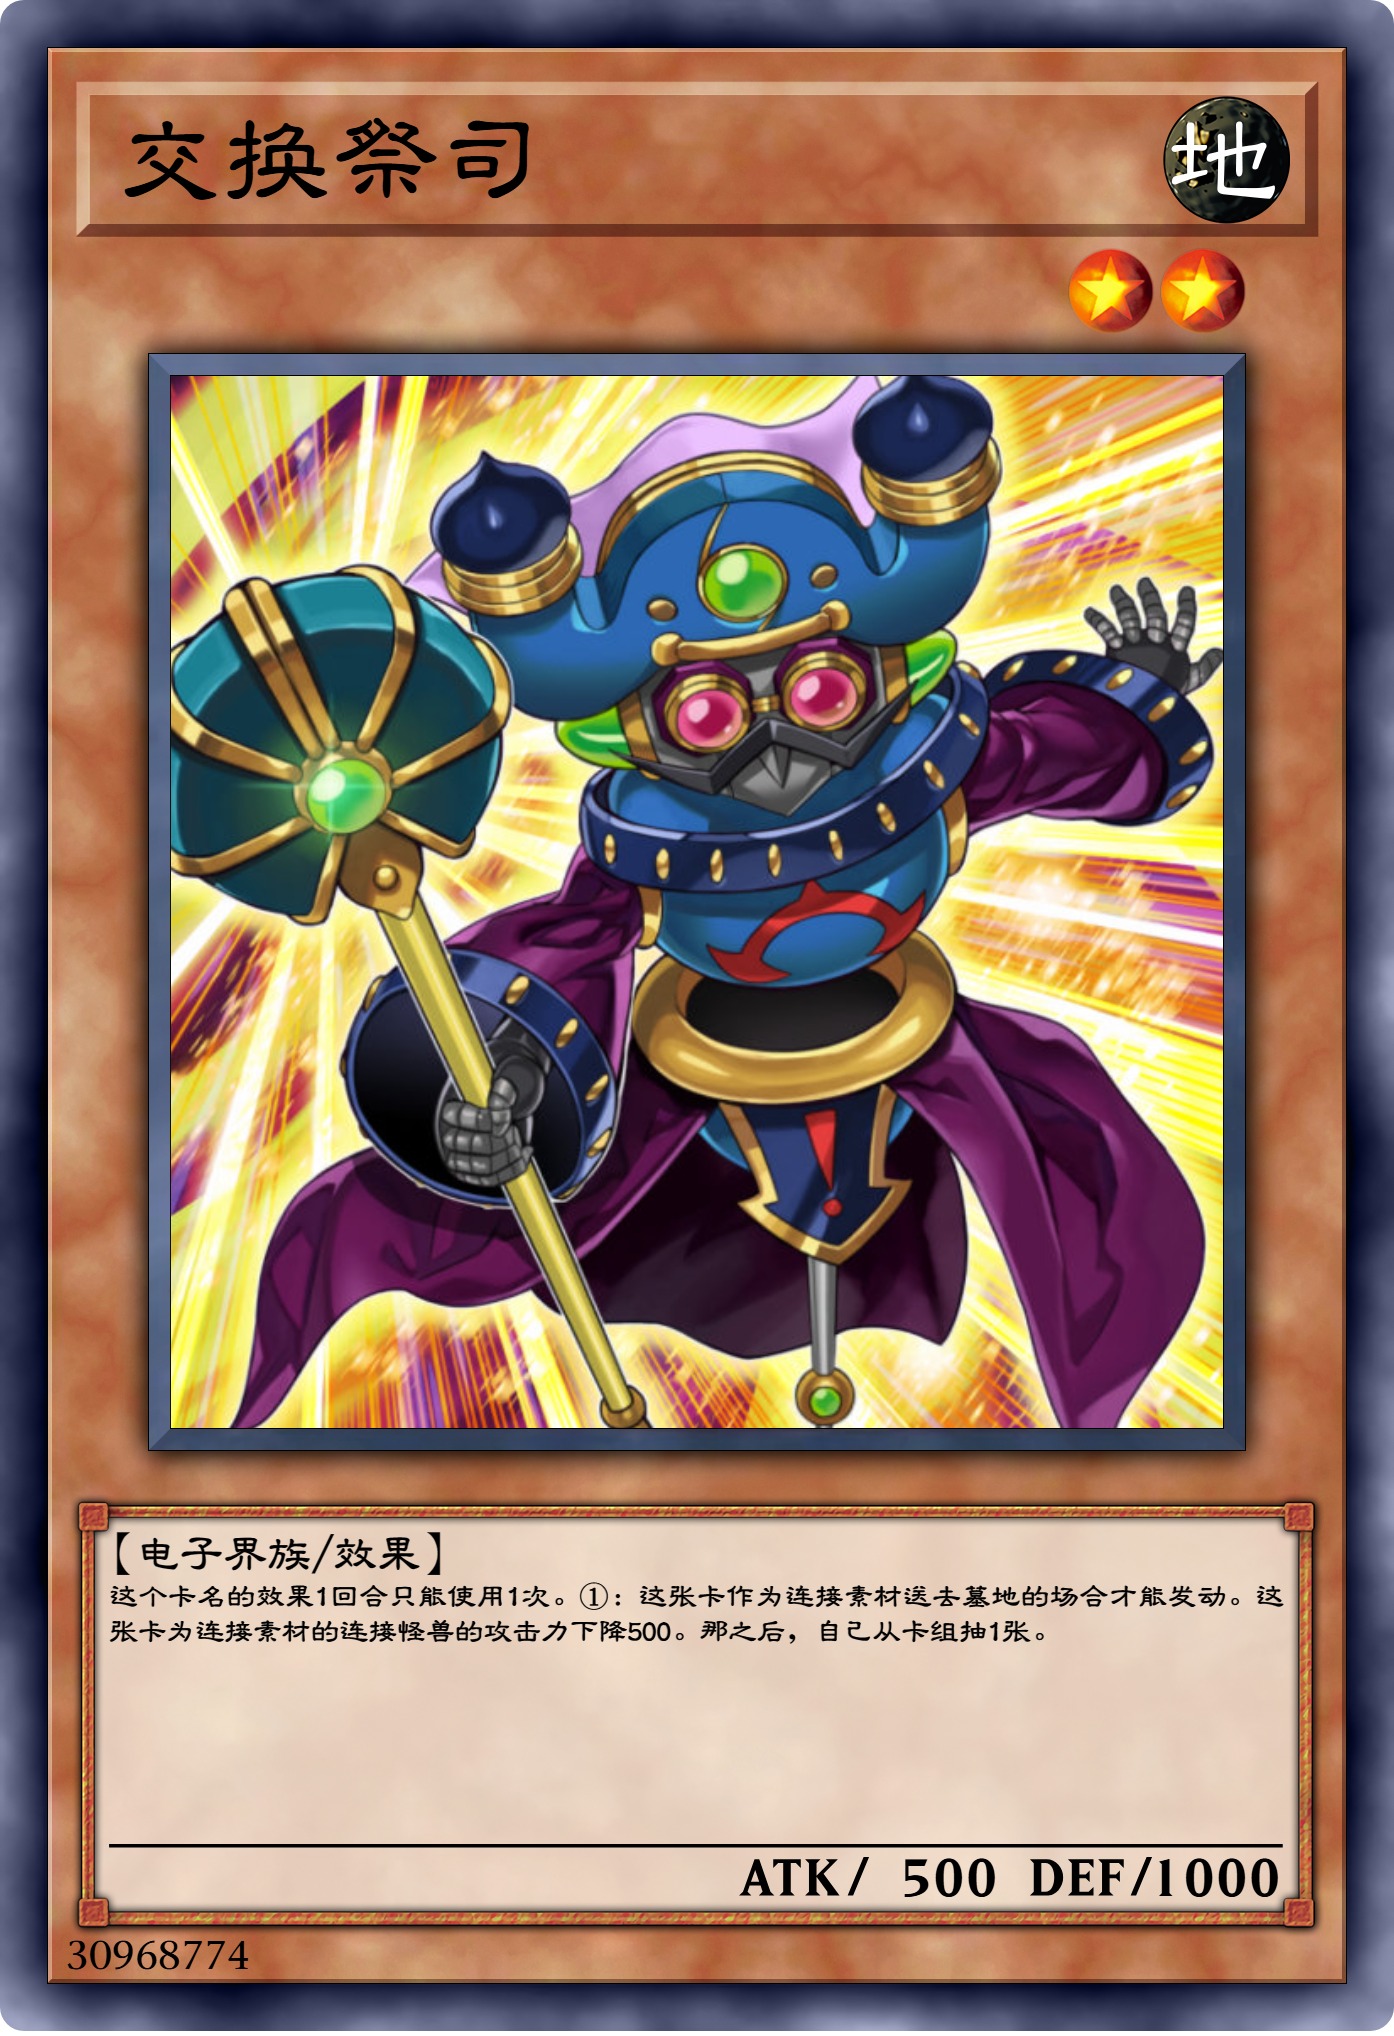 交换祭司
地
【电子界族/效果】
这个卡名的效果1回合只能使用1次。①：这张卡作为连接素材送去墓地的场合才能发动。这
张卡为连接素材的连接怪兽的攻击力下降500。那之后，自己从卡组抽1张。
ATK/ 500 DEF/1000
30968774